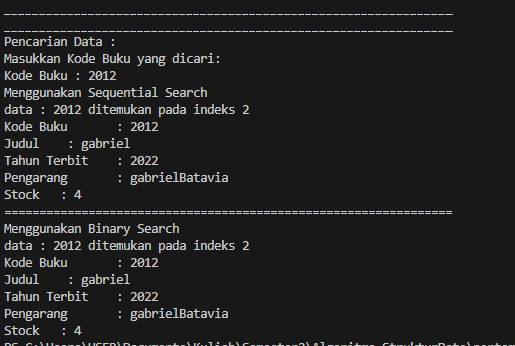 ________________________________________________________________
________________________________________________________________
Pencarian Data :
Masukkan Kode Buku yang dicari:
Kode Buku : 2012
Menggunakan Sequential Search
data : 2012 ditemukan pada indeks 2
Kode Buku       : 2012
Judul    : gabriel
Tahun Terbit    : 2022
Pengarang       : gabrielBatavia
Stock   : 4
================================================================
Menggunakan Binary Search
data : 2012 ditemukan pada indeks 2
Kode Buku       : 2012
Judul    : gabriel
Tahun Terbit    : 2022
Pengarang       : gabrielBatavia
Stock   : 4